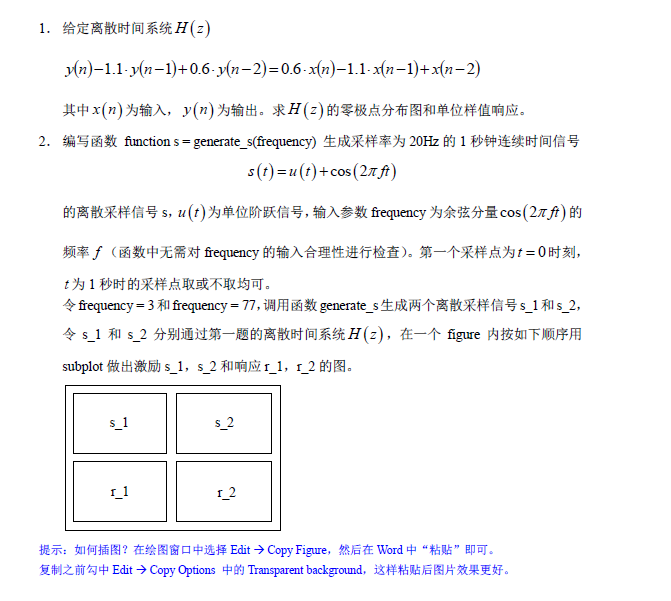 1. 给定离散时间系统 H(z)
y(n)−1.1·y(n−1)+0.6·y(n−2)=0.6·x(n)−1.1·x(n−1)+x(n−2)
其中 x(n) 为输入， y(n) 为输出。求 H(z) 的零极点分布图和单位样值响应。
2. 编写函数 function s = generate_s(frequency) 生成采样率为 20Hz 的 1 秒钟连续时间信号
s(t)=u(t)+cos(2π ft)
的离散采样信号 s，u(t) 为单位阶跃信号，输入参数 frequency 为余弦分量 cos(2π ft) 的
频率 f （函数中无需对 frequency 的输入合理性进行检查）。第一个采样点为 t = 0 时刻，
t 为 1 秒时的采样点取或不取均可。
令 frequency = 3 和 frequency = 77，调用函数 generate_s 生成两个离散采样信号 s_1 和 s_2，
令 s_1 和 s_2 分别通过第一题的离散时间系统 H(z)，在一个 figure 内按如下顺序用
subplot 做出激励 s_1，s_2 和响应 r_1，r_2 的图。
s_1 s_2
r_1 r_2
提示：如何插图？在绘图窗口中选择 Edit → Copy Figure，然后在 Word 中“粘贴”即可。
复制之前勾中 Edit → Copy Options 中的 Transparent background，这样粘贴后图片效果更好。